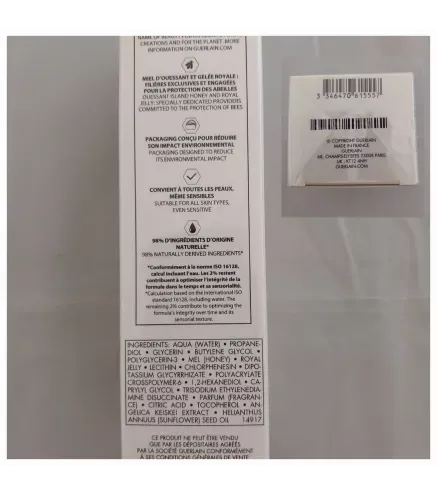 CREATIONS AND FOR THE PLANET. MORE
ON GUERLAIN.COM
MIEL D'OUESSANT ET GELÉE ROYALE :
FILIÈRES EXCLUSIVES ET ENGAGÉES
POUR LA PROTECTION DES ABEILLES
OUESSANT ISLAND HONEY AND ROYAL
JELLY: SPECIALLY DEDICATED PROVIDERS
COMMITTED TO THE PROTECTION OF BEES
PACKAGING CONÇU POUR RÉDUIRE
SON IMPACT ENVIRONNEMENTAL
PACKAGING DESIGNED TO REDUCE
ITS ENVIRONMENTAL IMPACT
CONVIENT À TOUTES LES PEAUX,
MÊME SENSIBLES
SUITABLE FOR ALL SKIN TYPES,
EVEN SENSITIVE
98% D'INGRÉDIENTS D'ORIGINE
NATURELLE*
98% NATURALLY DERIVED INGREDIENTS*
*Conformément à la norme ISO 16128,
calcul incluant l'eau. Les 2% restant
contribuent à optimiser l'intégrité de la
formule dans le temps et sa sensorialité.
*Calculation based on the international ISO
standard 16128, including water. The
remaining 2% contribute to optimizing the
formula's integrity over time and its
sensorial texture.
INGREDIENTS: AQUA (WATER) • PROPANE-
DIOL • GLYCERIN • BUTYLENE GLYCOL •
POLYGLYCERIN-3 • MEL (HONEY) • ROYAL
JELLY • LECITHIN • CHLORPHENESIN • DIPO-
TASSIUM GLYCYRRHIZATE • POLYACRYLATE
CROSSPOLYMER-6 • 1,2-HEXANEDIOL • CA-
PRYLYL GLYCOL • TRISODIUM ETHYLENEDIA-
MINE DISUCCINATE • PARFUM (FRAGRAN-
CE) • CITRIC ACID • TOCOPHEROL • AN-
GELICA KEISKEI EXTRACT • HELIANTHUS
ANNUUS (SUNFLOWER) SEED OIL 14917
CE PRODUIT NE PEUT ÊTRE VENDU
QUE PAR LES DÉPOSITAIRES AGRÉÉS
PAR LA SOCIÉTÉ GUERLAIN CONFORMÉMENT
À SES CONDITIONS GÉNÉRALES DE VENTE
3 346470 615557
© COPYRIGHT GUERLAIN
MADE IN FRANCE
GUERLAIN
68, CHAMPS ELYSEES 75008 PARIS
GUERLAIN.COM